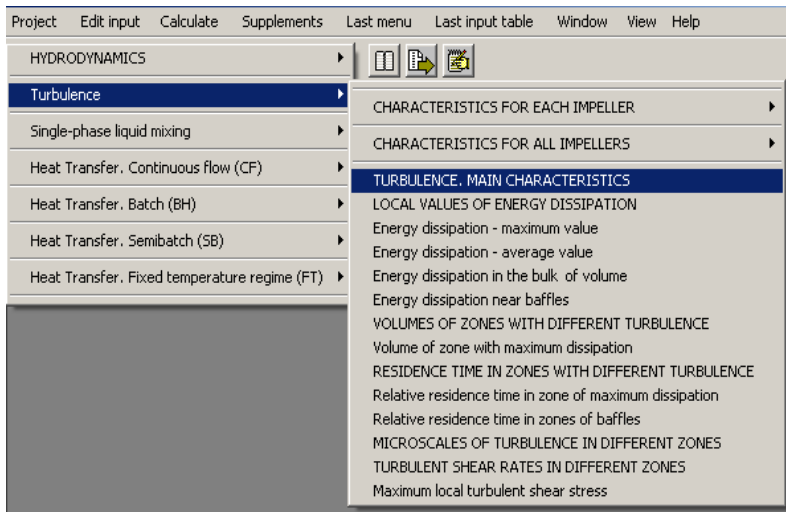 Project Edit input Calculate Supplements Last menu Last input table Window View Help
HYDRODYNAMICS
Turbulence
Single-phase liquid mixing
Heat Transfer. Continuous flow (CF)
Heat Transfer. Batch (BH)
Heat Transfer. Semibatch (SB)
Heat Transfer. Fixed temperature regime (FT)
CHARACTERISTICS FOR EACH IMPELLER
CHARACTERISTICS FOR ALL IMPELLERS
TURBULENCE. MAIN CHARACTERISTICS
LOCAL VALUES OF ENERGY DISSIPATION
Energy dissipation - maximum value
Energy dissipation - average value
Energy dissipation in the bulk of volume
Energy dissipation near baffles
VOLUMES OF ZONES WITH DIFFERENT TURBULENCE
Volume of zone with maximum dissipation
RESIDENCE TIME IN ZONES WITH DIFFERENT TURBULENCE
Relative residence time in zone of maximum dissipation
Relative residence time in zones of baffles
MICROSCALES OF TURBULENCE IN DIFFERENT ZONES
TURBULENT SHEAR RATES IN DIFFERENT ZONES
Maximum local turbulent shear stress